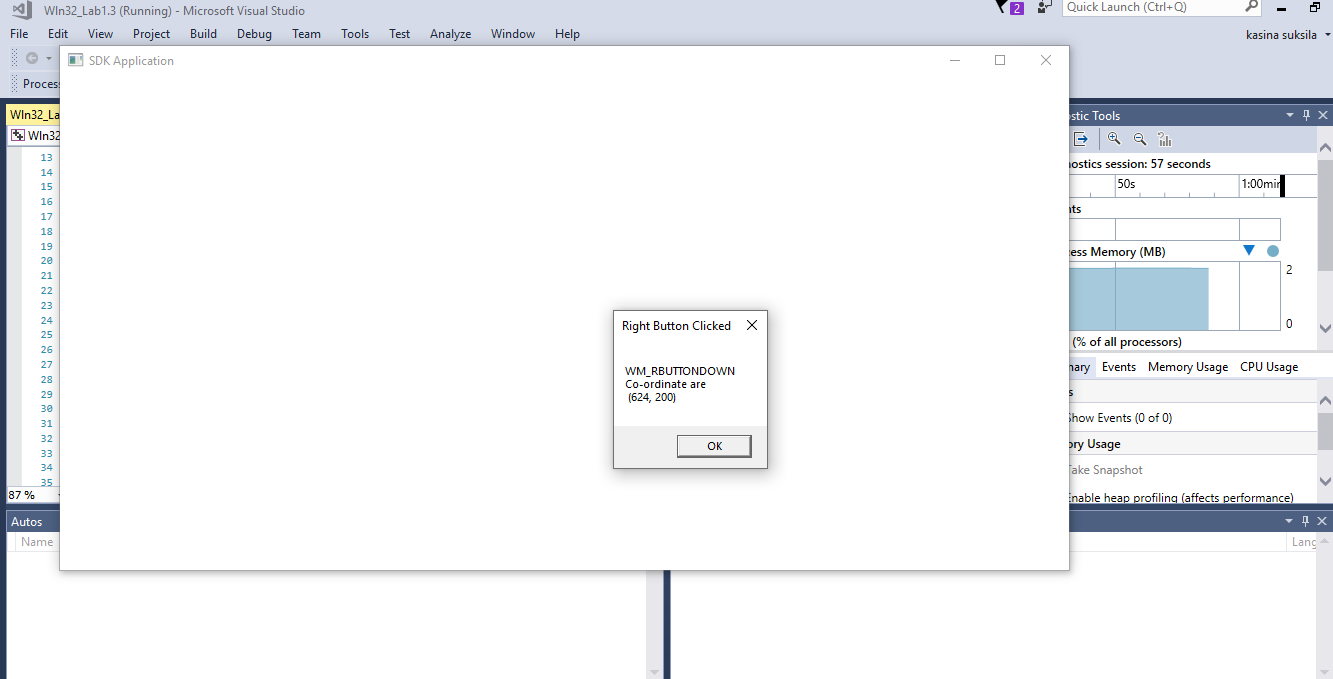 WIn32_Lab1.3 (Running) - Microsoft Visual Studio
2
Quick Launch (Ctrl+Q)
File Edit View Project Build Debug Team Tools Test Analyze Window Help
kasina suksila
SDK Application
Process
WIn32_La
WIn32
ostic Tools
nostics session: 57 seconds
50s
1:00min
nts
cess Memory (MB)
2
0
(% of all processors)
mary Events Memory Usage CPU Usage
s
Show Events (0 of 0)
ory Usage
Take Snapshot
Enable heap profiling (affects performance)
13
14
15
16
17
18
19
20
21
22
23
24
25
26
27
28
29
30
31
32
33
34
35
87 %
Right Button Clicked
WM_RBUTTONDOWN
Co-ordinate are
(624, 200)
OK
Autos
Name
Lang